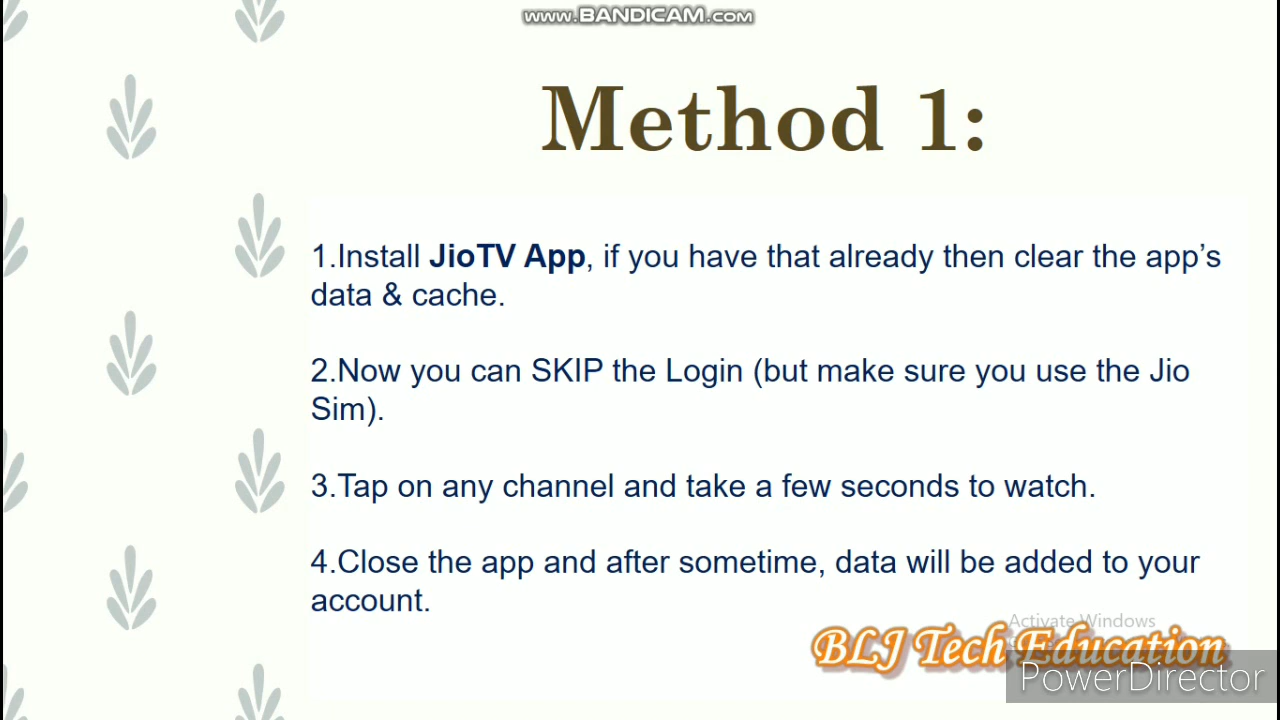 www.BANDICAM.com
Method 1:
1.Install JioTV App, if you have that already then clear the app’s
data & cache.
2.Now you can SKIP the Login (but make sure you use the Jio
Sim).
3.Tap on any channel and take a few seconds to watch.
4.Close the app and after sometime, data will be added to your
account.
Activate Windows
BLJ Tech Education
PowerDirector